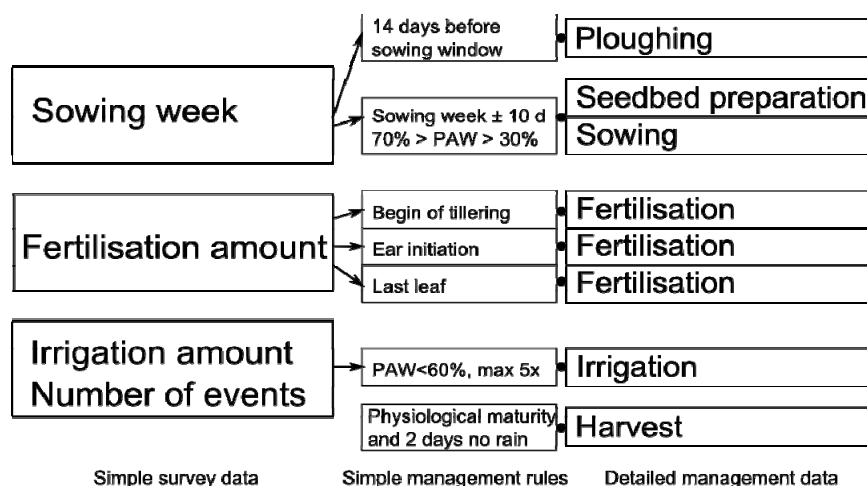 14 days before
sowing window
Ploughing
Sowing week
Sowing week ± 10 d
70% > PAW > 30%
Seedbed preparation
Sowing
Fertilisation amount
Begin of tillering
Fertilisation
Ear initiation
Fertilisation
Last leaf
Fertilisation
Irrigation amount
Number of events
PAW<60%, max 5x
Irrigation
Physiological maturity
and 2 days no rain
Harvest
Simple survey data
Simple management rules
Detailed management data